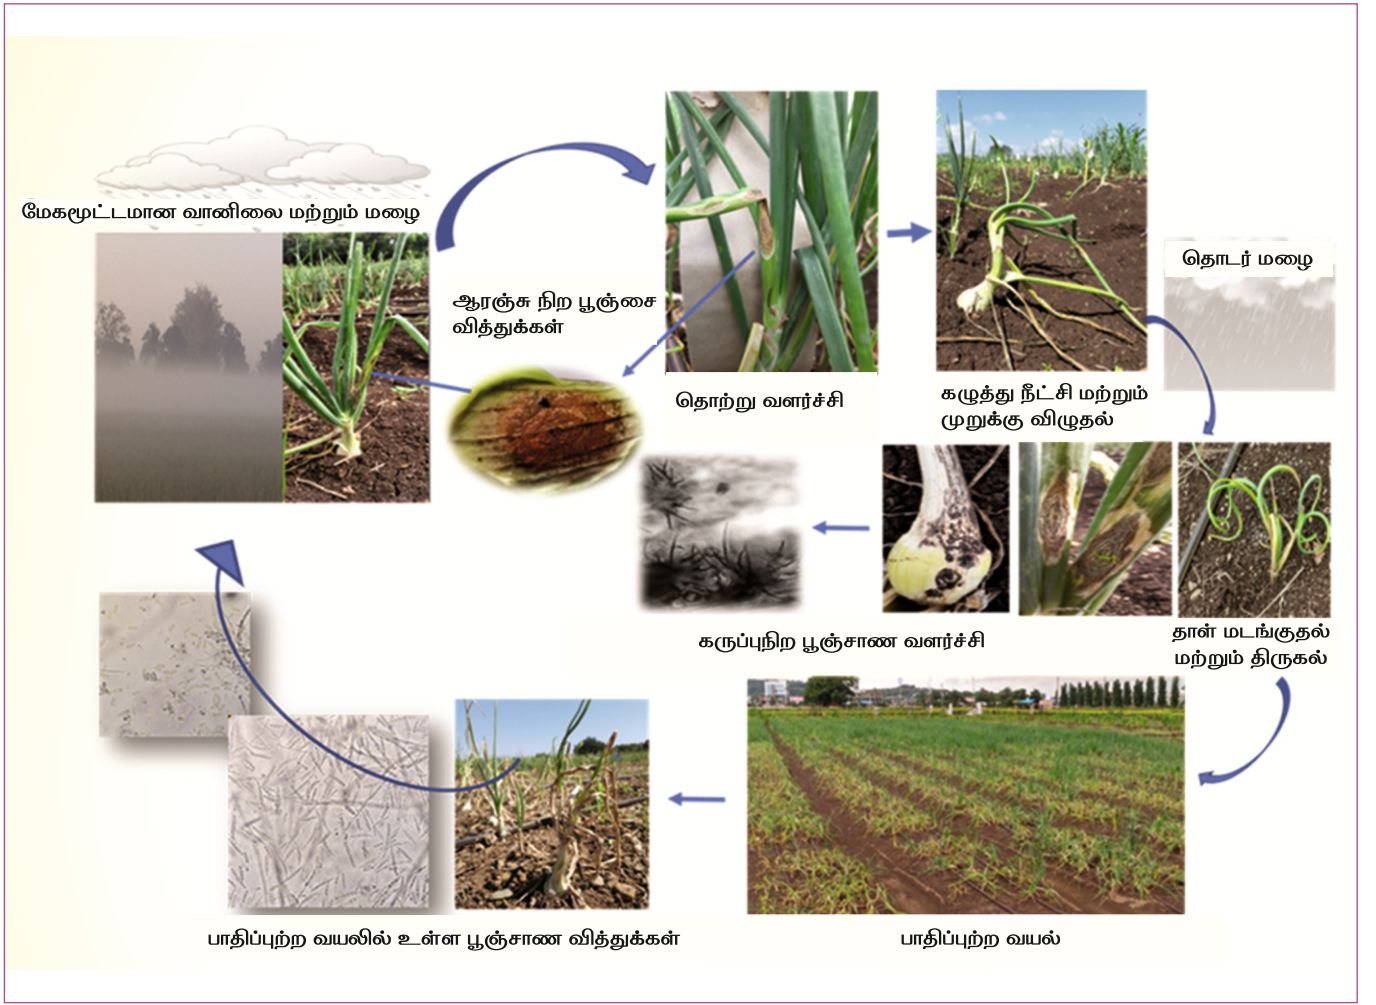 மேகமூட்டமான வானிலை மற்றும் மழை
ஆரஞ்சு நிற பூஞ்சை
வித்துக்கள்
தொற்று வளர்ச்சி
கழுத்து நீட்சி மற்றும்
முறுக்கு விழுதல்
தொடர் மழை
கருப்புநிற பூஞ்சாண வளர்ச்சி
தாள் மடங்குதல்
மற்றும் திருகல்
பாதிப்புற்ற வயலில் உள்ள பூஞ்சாண வித்துக்கள்
பாதிப்புற்ற வயல்